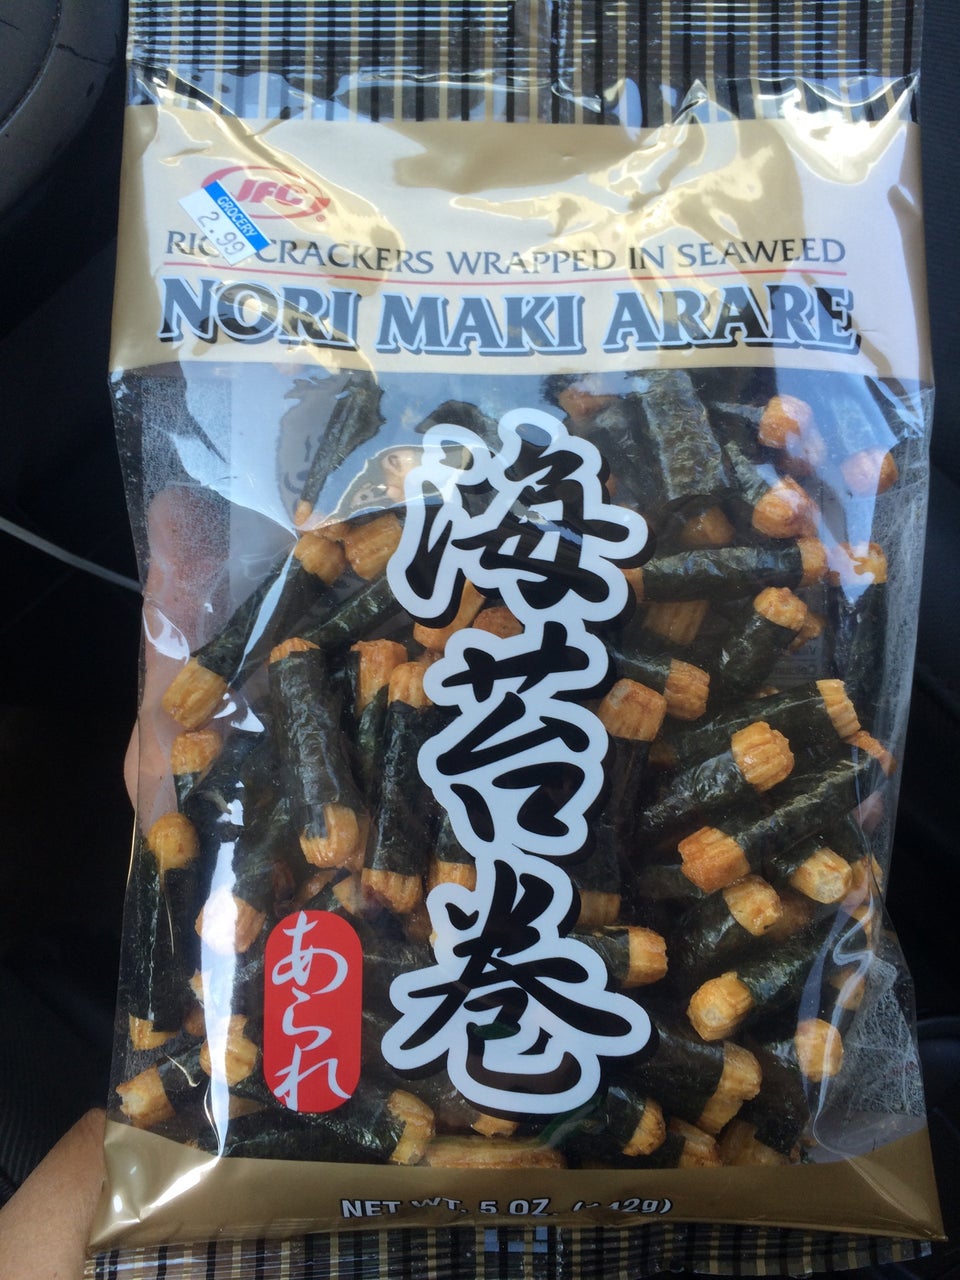 JFC
GROCERY
2.99
RICE CRACKERS WRAPPED IN SEAWEED
NORI MAKI ARARE
海苔巻
あられ
NET WT. 5 OZ. (142g)